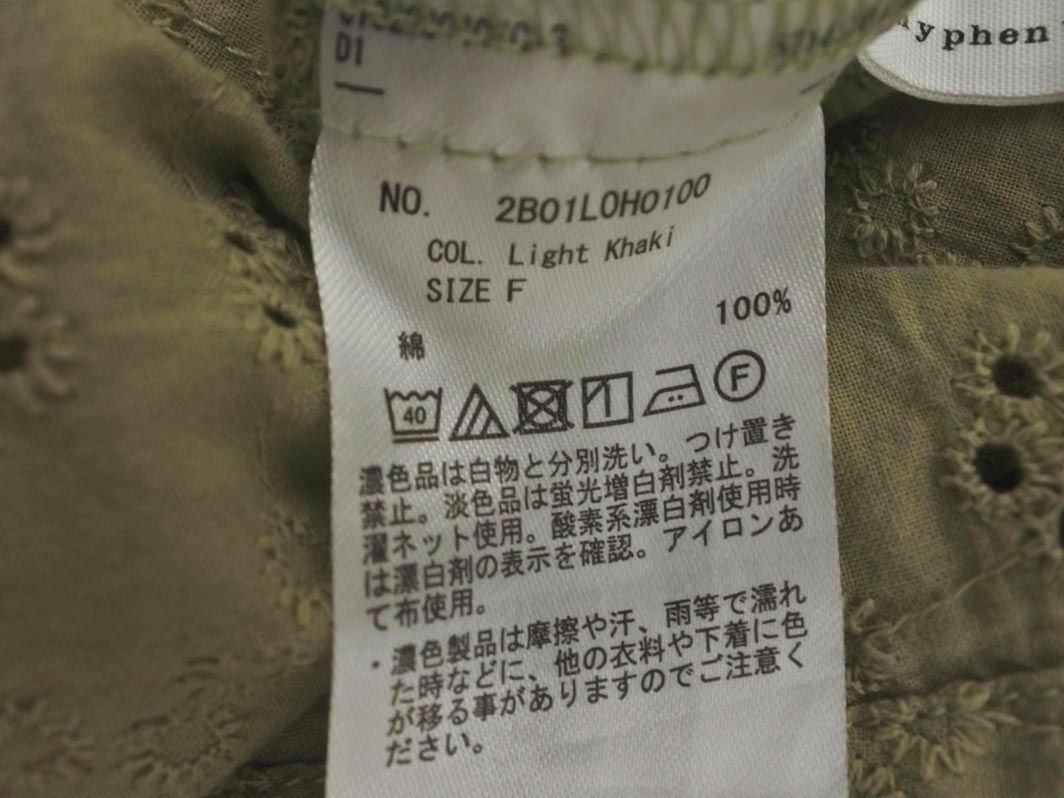 yphen
D1
NO. 2B01L0H0100
COL. Light Khaki
SIZE F
綿 100%
40
F
濃色品は白物と分別洗い。つけ置き
禁止。淡色品は蛍光増白剤禁止。洗
濯ネット使用。酸素系漂白剤使用時
は漂白剤の表示を確認。アイロンあ
て布使用。
・濃色製品は摩擦や汗、雨等で濡れ
た時などに、他の衣料や下着に色
が移る事がありますのでご注意く
ださい。